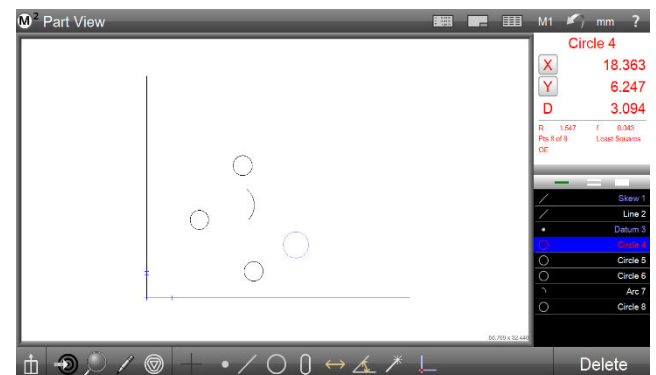 M2 Part View
M1 mm ?
Circle 4
X 18.363
Y 6.247
D 3.094
R 1.547 f 0.043
Pts 8 of 8 Least Squares
OE
Skew 1
Line 2
Datum 3
Circle 4
Circle 5
Circle 6
Arc 7
Circle 8
Delete